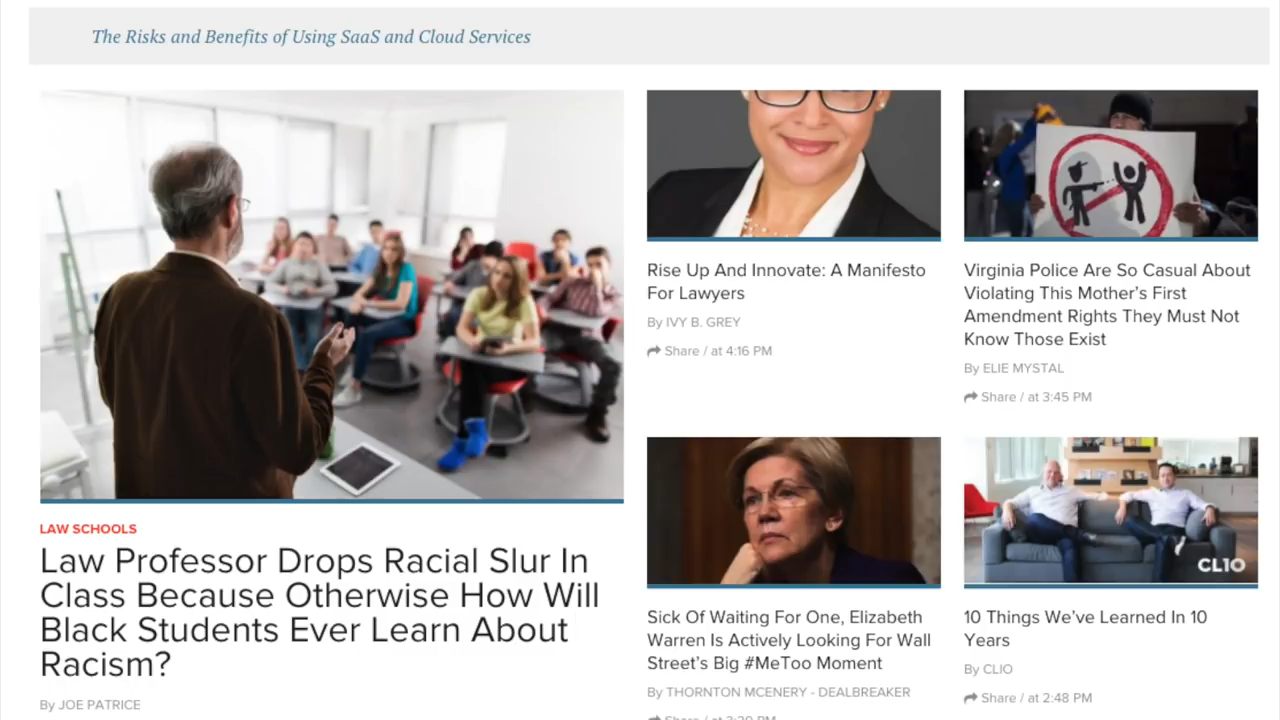 The Risks and Benefits of Using SaaS and Cloud Services
LAW SCHOOLS
Law Professor Drops Racial Slur In
Class Because Otherwise How Will
Black Students Ever Learn About
Racism?
By JOE PATRICE
Rise Up And Innovate: A Manifesto
For Lawyers
By IVY B. GREY
Share / at 4:16 PM
Virginia Police Are So Casual About
Violating This Mother's First
Amendment Rights They Must Not
Know Those Exist
By ELIE MYSTAL
Share / at 3:45 PM
Sick Of Waiting For One, Elizabeth
Warren Is Actively Looking For Wall
Street's Big #MeToo Moment
By THORNTON MCENERY - DEALBREAKER
CLIO
10 Things We've Learned In 10
Years
By CLIO
Share / at 2:48 PM